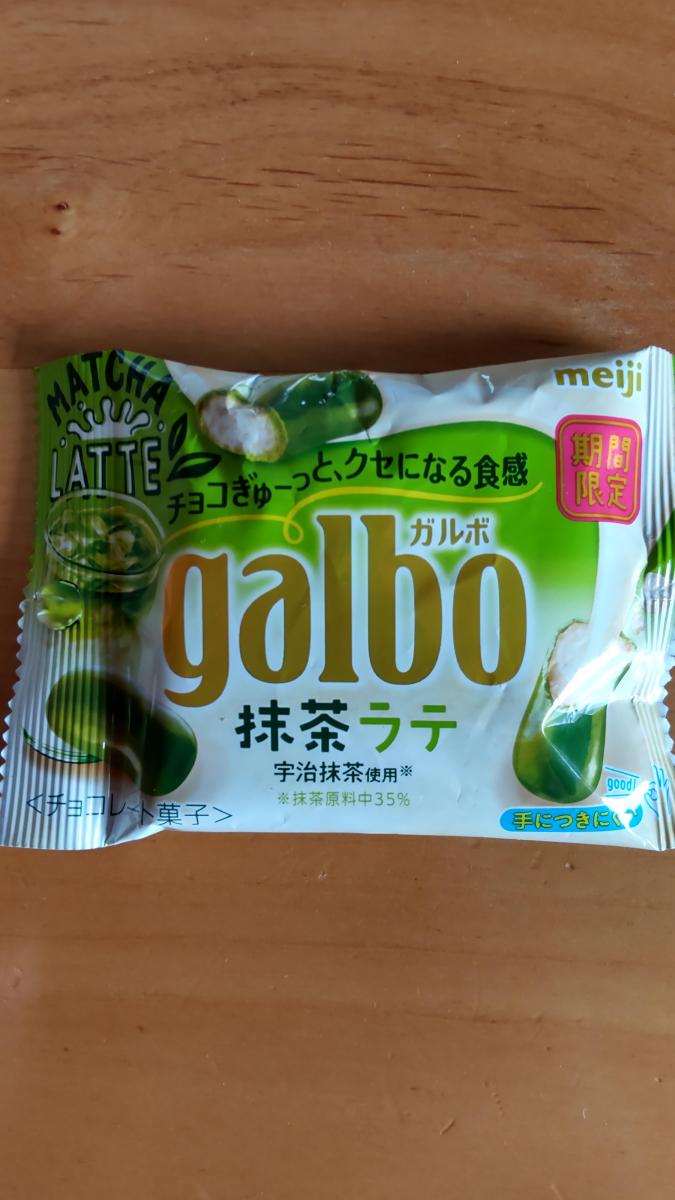 MATCHA
LATTE
meiji
期間
限定
チョコぎゅーっと、クセになる食感
ガルボ
galbo
抹茶ラテ
宇治抹茶使用※
※抹茶原料中35%
<チョコレート菓子>
good!
手につきにく